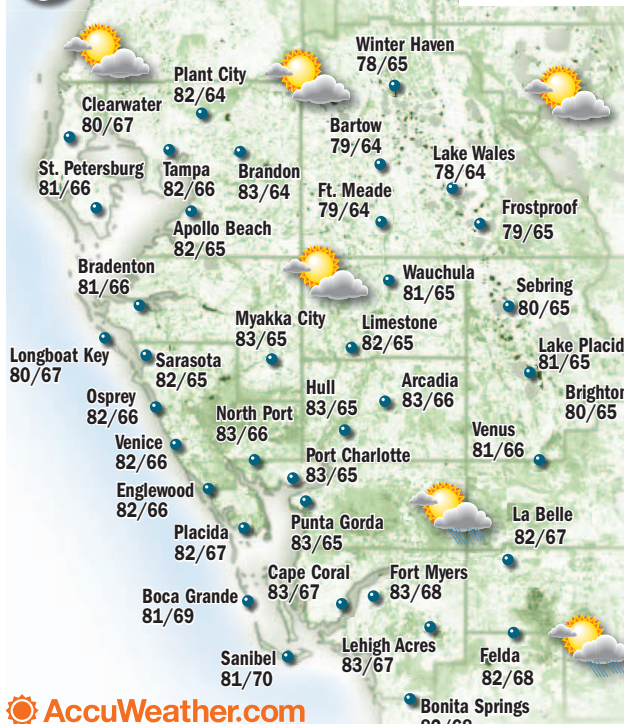 Winter Haven
78/65
Plant City
82/64
Clearwater
80/67
Bartow
79/64
Lake Wales
78/64
St. Petersburg
81/66
Tampa
82/66
Brandon
83/64
Ft. Meade
79/64
Frostproof
79/65
Apollo Beach
82/65
Bradenton
81/66
Wauchula
81/65
Sebring
80/65
Myakka City
83/65
Limestone
82/65
Longboat Key
80/67
Sarasota
82/65
Lake Placid
81/65
Hull
83/65
Arcadia
83/66
Brighton
80/65
Osprey
82/66
North Port
83/66
Venice
82/66
Port Charlotte
83/65
Venus
81/66
Englewood
82/66
Punta Gorda
83/65
La Belle
82/67
Placida
82/67
Cape Coral
83/67
Fort Myers
83/68
Boca Grande
81/69
Lehigh Acres
83/67
Felda
82/68
Sanibel
81/70
Bonita Springs
AccuWeather.com